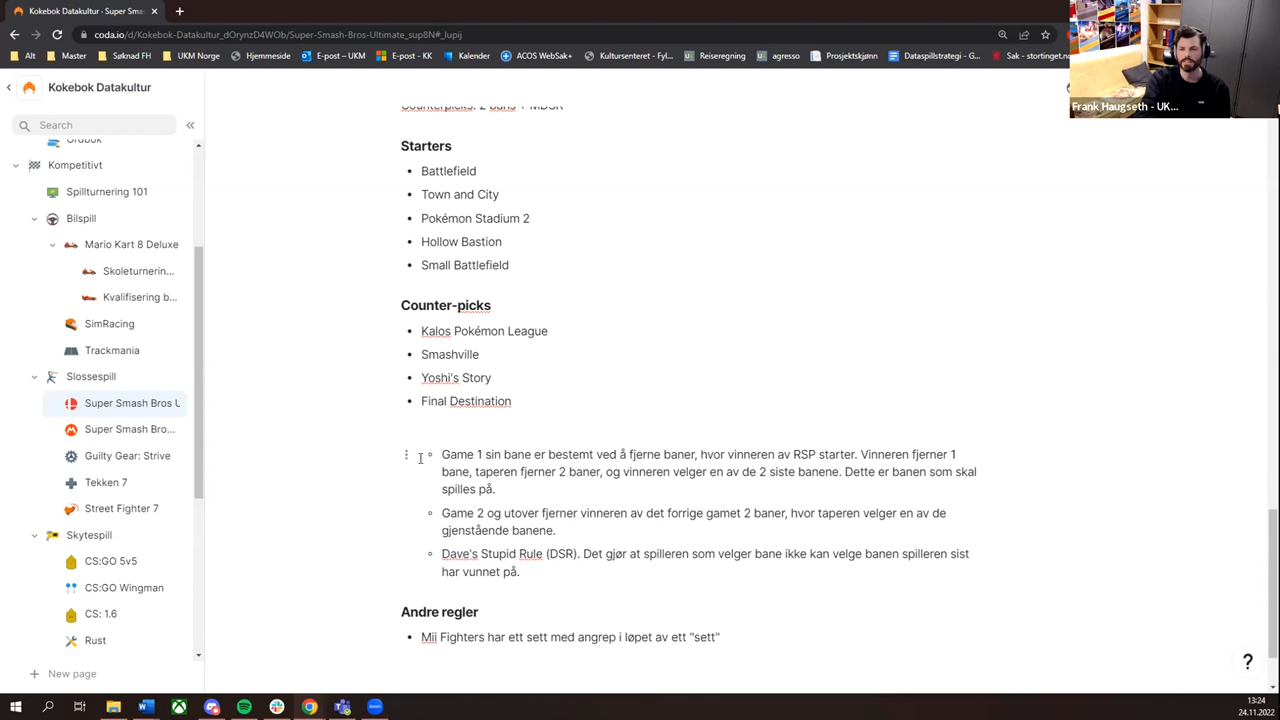 Kokebok Datakultur - Super Sm
coda.io/d/Kokebok-Datakultur_dOrynzD4WOb/Super-Smash-Bros-Ultimate_sup8N#_lupij
Alt
Master
Søknad FH
UKM Norge
Hjemmeside
E-post – UKM
E-post – KK
ACOS WebSak+
Kultursenteret - Fyl...
Reiseregning
agresso
Prosjektskjønn
Dataspillstrategi – G...
Sak - stortinget.no
Frank Haugseth - UK...
Kokebok Datakultur
Search
Ordbok
Kompetitivt
Spillturnering 101
Bilspill
Mario Kart 8 Deluxe
Skoleturnerin...
Kvalifisering b...
SimRacing
Trackmania
Slossespill
Super Smash Bros U
Super Smash Bro...
Guilty Gear: Strive
Tekken 7
Street Fighter 7
Skytespill
CS:GO 5v5
CS:GO Wingman
CS: 1.6
Rust
New page
Counterpicks: 2 bans + MDSR
Starters
Battlefield
Town and City
Pokémon Stadium 2
Hollow Bastion
Small Battlefield
Counter-picks
Kalos Pokémon League
Smashville
Yoshi's Story
Final Destination
Game 1 sin bane er bestemt ved å fjerne baner, hvor vinneren av RSP starter. Vinneren fjerner 1
bane, taperen fjerner 2 baner, og vinneren velger en av de 2 siste banene. Dette er banen som skal
spilles på.
Game 2 og utover fjerner vinneren av det forrige gamet 2 baner, hvor taperen velger en av de
gjenstående banene.
Dave's Stupid Rule (DSR). Det gjør at spilleren som velger bane ikke kan velge banen spilleren sist
har vunnet på.
Andre regler
Mii Fighters har ett sett med angrep i løpet av ett "sett"
?
13:24
24.11.2022